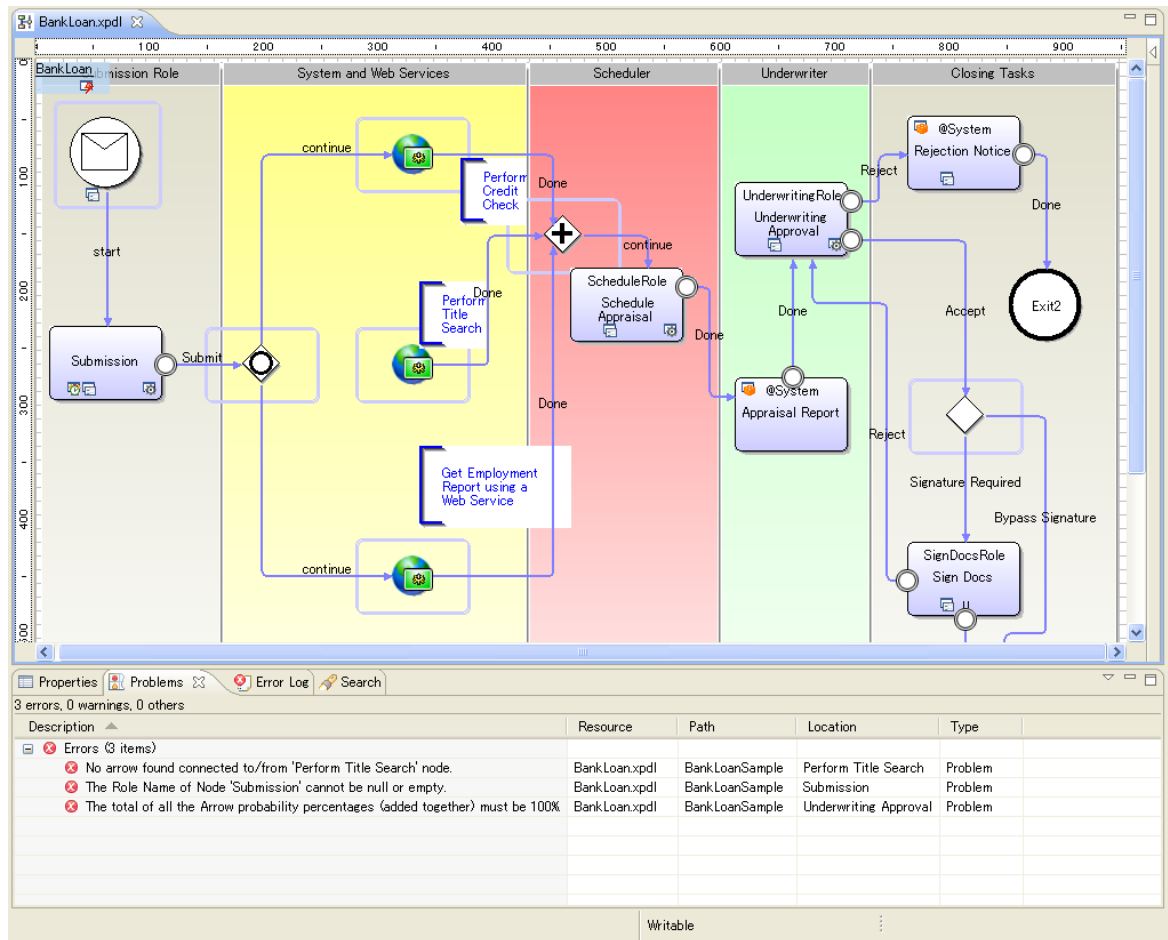 BankLoan.xpdl
100 200 300 400 500 600 700 800 900
BankLoan
bmission Role
System and Web Services
Scheduler
Underwriter
Closing Tasks
0
100
200
300
400
500
start
Submission
Submit
continue
Perform
Credit
Check
Done
Perform
Title
Search
Done
Done
Get Employment
Report using a
Web Service
continue
continue
ScheduleRole
Schedule
Appraisal
Done
UnderwritingRole
Underwriting
Approval
Done
@System
Appraisal Report
Reject
@System
Rejection Notice
Done
Exit2
Accept
Reject
Signature Required
Bypass Signature
SignDocsRole
Sign Docs
Properties Problems Error Log Search
3 errors, 0 warnings, 0 others
Description Resource Path Location Type
Errors (3 items)
No arrow found connected to/from 'Perform Title Search' node. BankLoan.xpdl BankLoanSample Perform Title Search Problem
The Role Name of Node 'Submission' cannot be null or empty. BankLoan.xpdl BankLoanSample Submission Problem
The total of all the Arrow probability percentages (added together) must be 100% BankLoan.xpdl BankLoanSample Underwriting Approval Problem
Writable